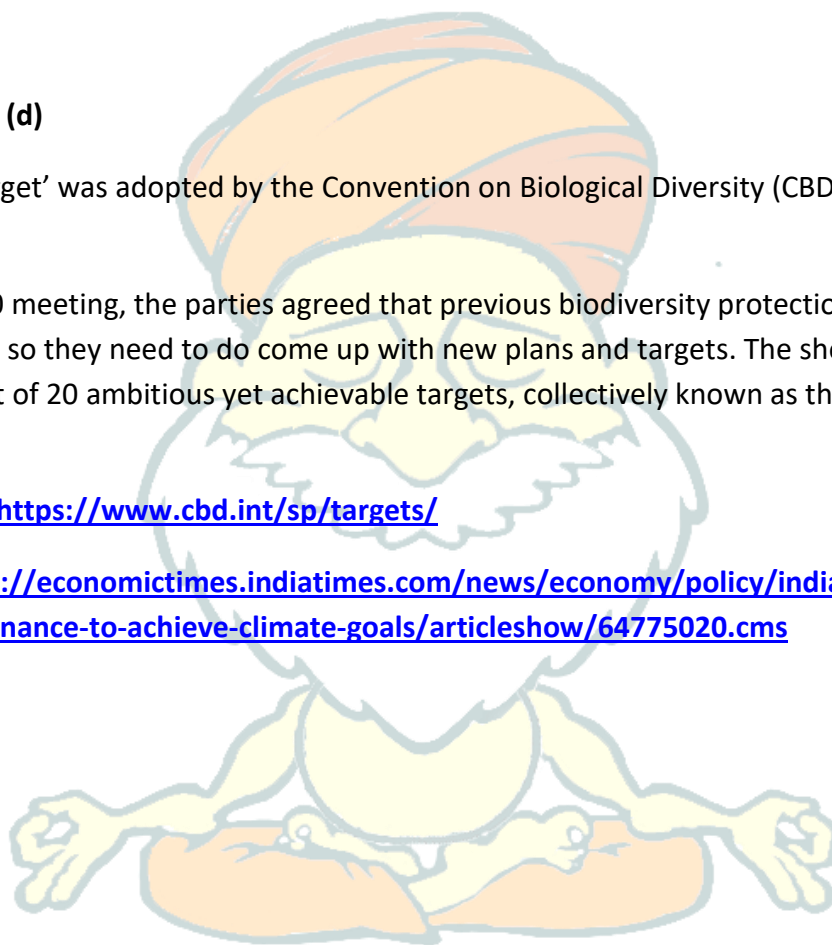 (d)
get’ was adopted by the Convention on Biological Diversity (CBD
0 meeting, the parties agreed that previous biodiversity protectio
so they need to do come up with new plans and targets. The sho
t of 20 ambitious yet achievable targets, collectively known as th
https://www.cbd.int/sp/targets/
://economictimes.indiatimes.com/news/economy/policy/india
nance-to-achieve-climate-goals/articleshow/64775020.cms